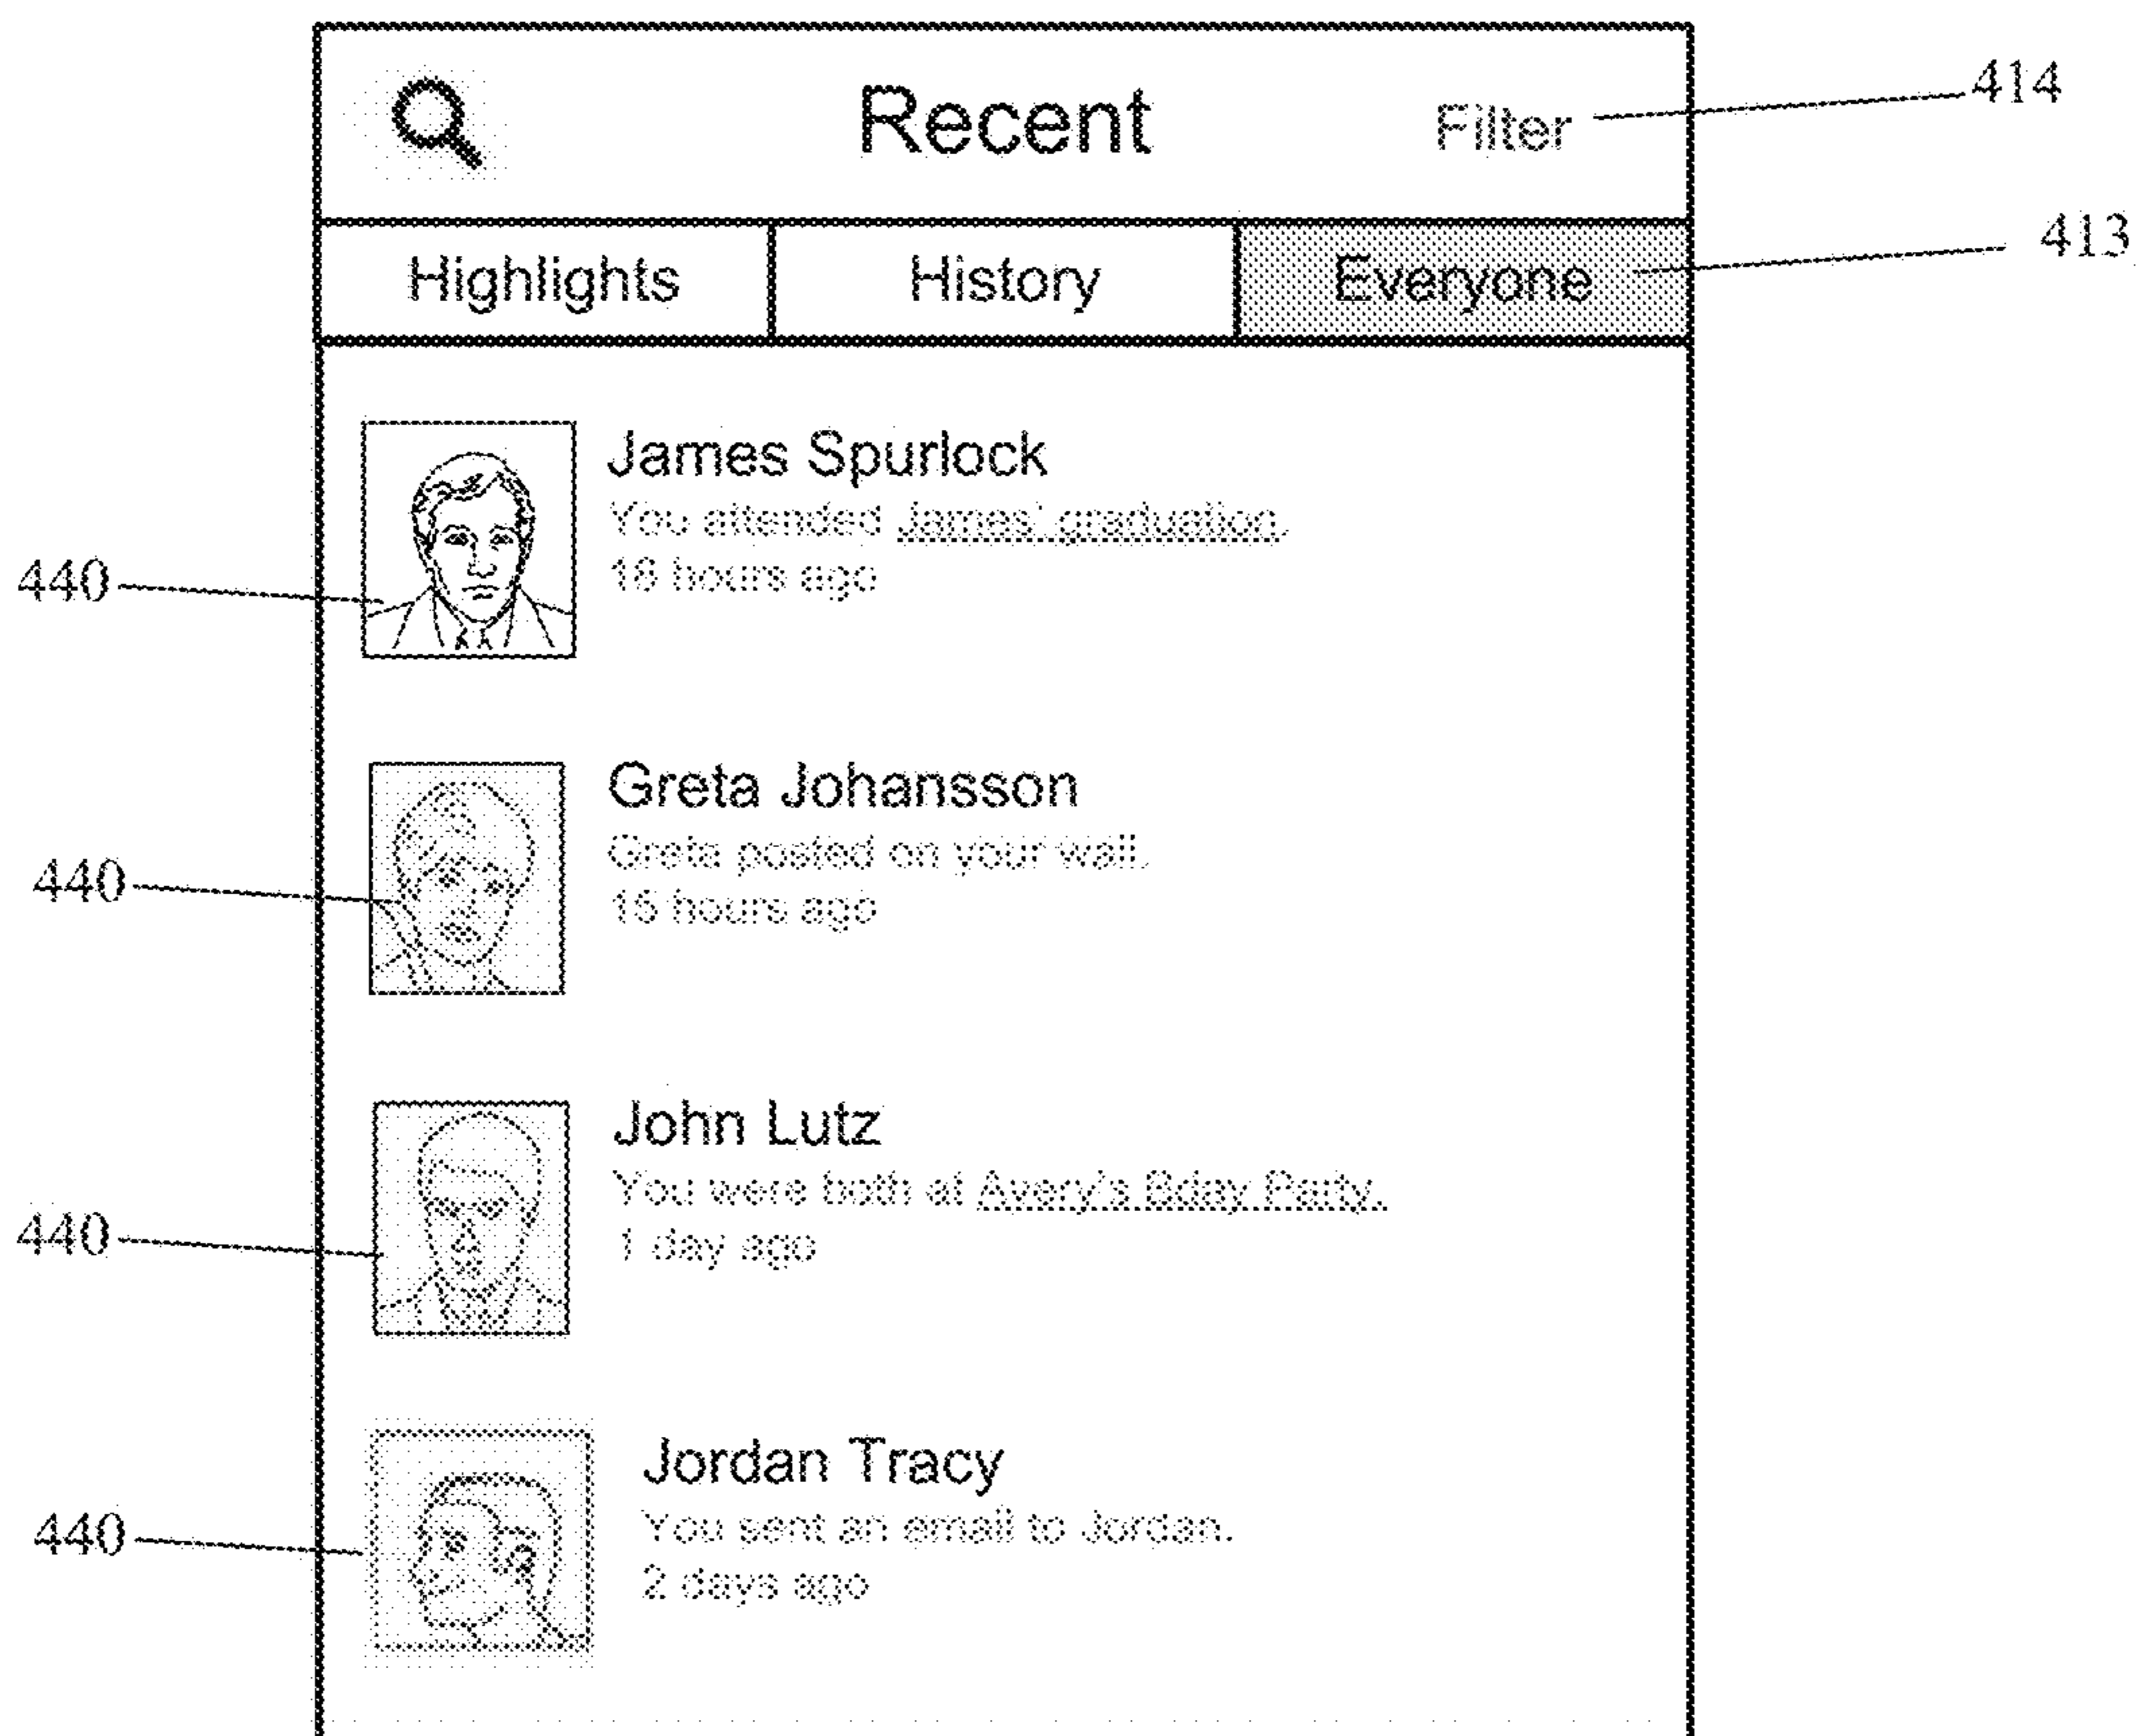 Recent
Filter
414
Highlights
History
Everyone
413
James Spurlock
You attended James' graduation.
18 hours ago
440
Greta Johansson
Greta posted on your wall.
15 hours ago
440
John Lutz
You were both at Avery's Bday Party.
1 day ago
440
Jordan Tracy
You sent an email to Jordan.
2 days ago
440